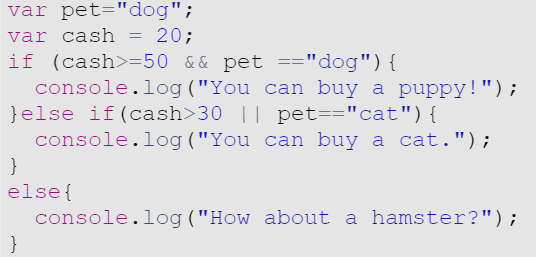 var pet="dog";
var cash = 20;
if (cash>=50 && pet =="dog"){
  console.log("You can buy a puppy!");
}else if(cash>30 || pet=="cat"){
  console.log("You can buy a cat.");
}
else{
  console.log("How about a hamster?");
}